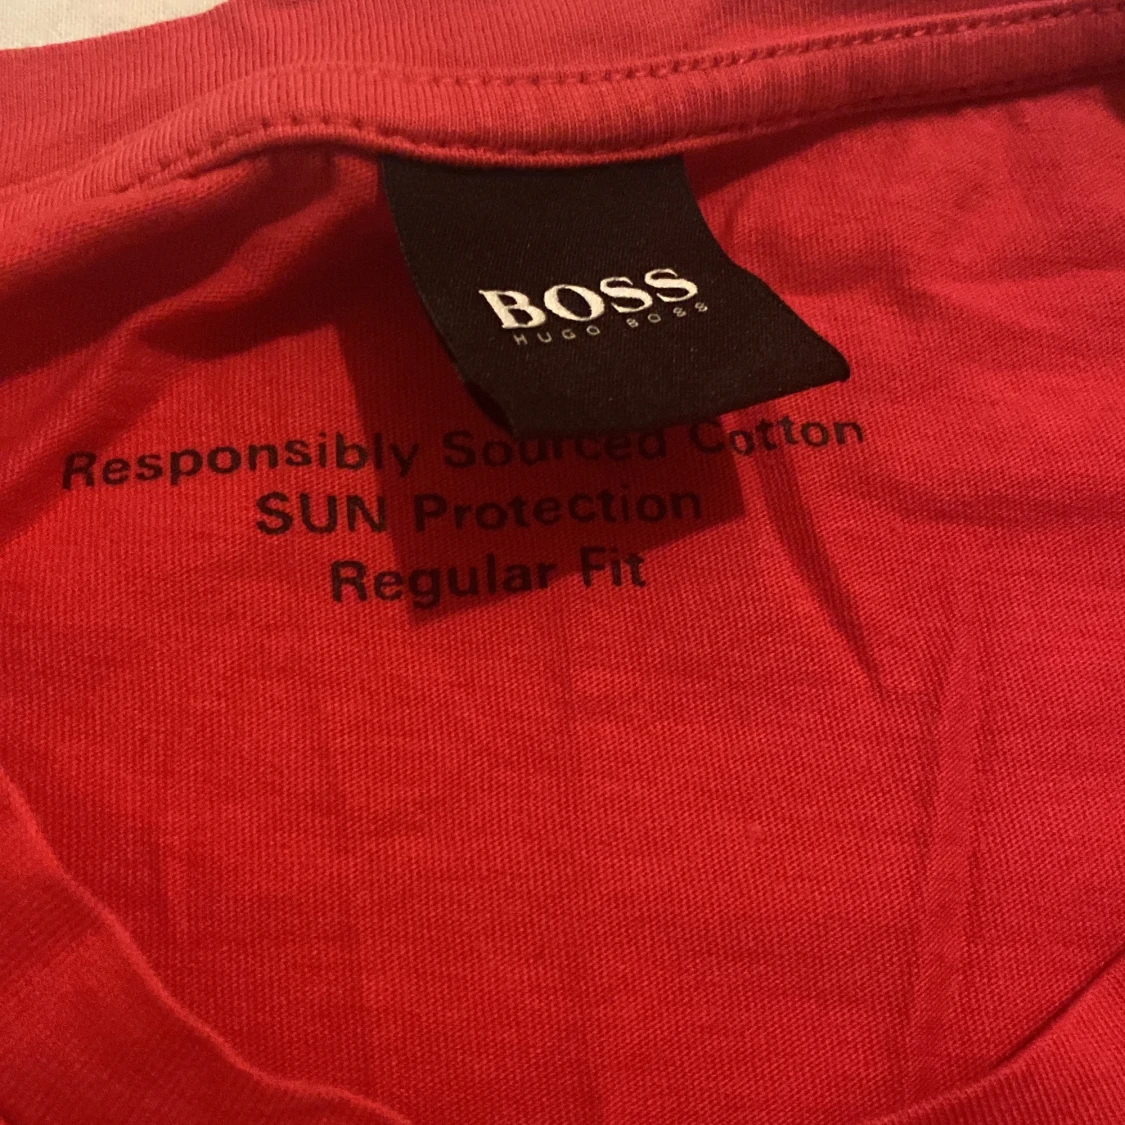 BOSS
HUGO BOSS
Responsibly Sourced Cotton
SUN Protection
Regular Fit